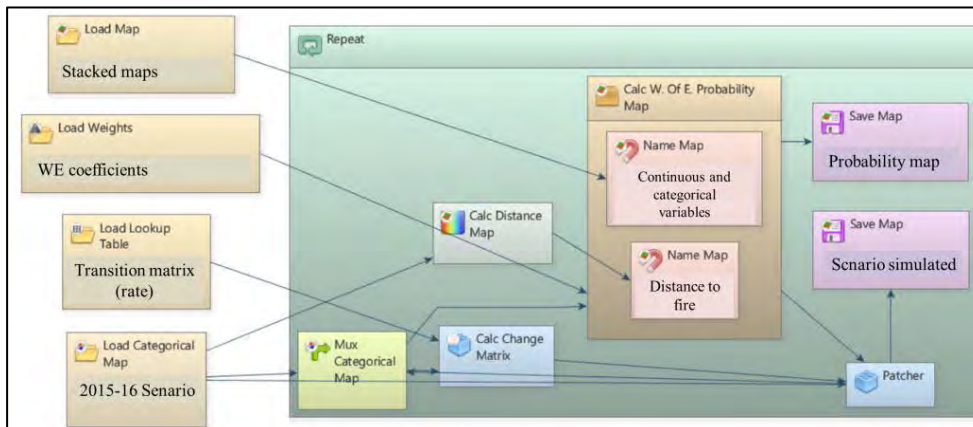 Load Map
Stacked maps
Load Weights
WE coefficients
Load Lookup
Table
Transition matrix
(rate)
Load Categorical
Map
2015-16 Senario
Repeat
Calc W. Of E. Probability
Map
Name Map
Continuous and
categorical
variables
Name Map
Distance to
fire
Calc Distance
Map
Mux
Categorical
Map
Calc Change
Matrix
Save Map
Probability map
Save Map
Scnario simulated
Patcher